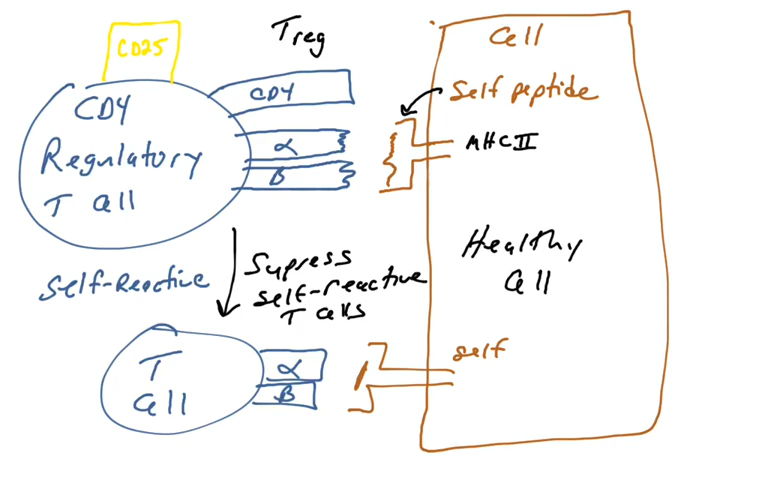 Treg
Cell
CD25
CD4
Self peptide
CD4
Regulatory
T Cell
α
B
MHC II
Healthy
Cell
Supress
Self-reactive
T Cells
Self-Reactive
T
Cell
α
B
self